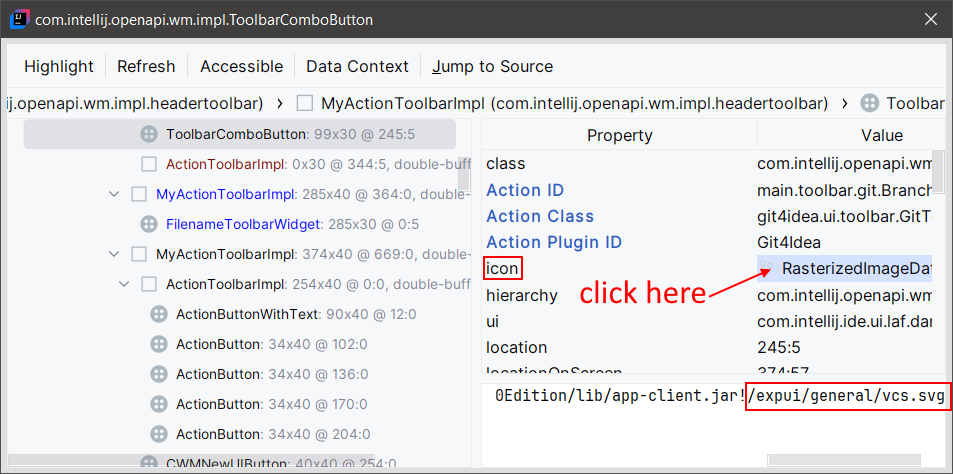 com.intellij.openapi.wm.impl.ToolbarComboButton
Highlight Refresh Accessible Data Context Jump to Source
ij.openapi.wm.impl.headertoolbar) › MyActionToolbarImpl (com.intellij.openapi.wm.impl.headertoolbar) › Toolbar
ToolbarComboButton: 99x30 @ 245:5
ActionToolbarImpl: 0x30 @ 344:5, double-buff
MyActionToolbarImpl: 285x40 @ 364:0, double-
FilenameToolbarWidget: 285x30 @ 0:5
MyActionToolbarImpl: 374x40 @ 669:0, double-
ActionToolbarImpl: 254x40 @ 0:0, double-buff
ActionButtonWithText: 90x40 @ 12:0
ActionButton: 34x40 @ 102:0
ActionButton: 34x40 @ 136:0
ActionButton: 34x40 @ 170:0
ActionButton: 34x40 @ 204:0
CWMNewUIButton: 40x40 @ 254:0
Property Value
class com.intellij.openapi.wm
Action ID main.toolbar.git.Branch
Action Class git4idea.ui.toolbar.GitT
Action Plugin ID Git4Idea
icon RasterizedImageDat
click here
hierarchy com.intellij.openapi.wm
ui com.intellij.ide.ui.laf.dar
location 245:5
locationOnScreen 374:57
0Edition/lib/app-client.jar!/expui/general/vcs.svg